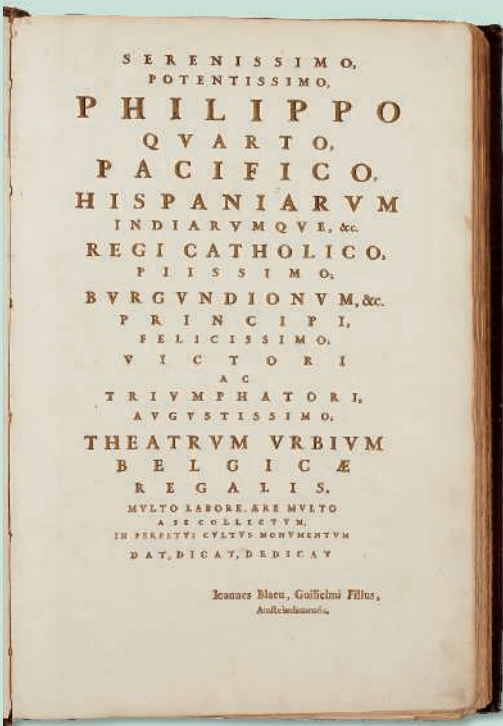 SERENISSIMO,
POTENTISSIMO,
PHILIPPO
QVARTO,
PACIFICO,
HISPANIARVM
INDIARVMQVE, &c.
REGI CATHOLICO,
PIISSIMO,
BVRGVNDIONVM, &c.
PRINCIPI,
FELICISSIMO,
VICTORI
AC
TRIVMPHATORI,
AVGVSTISSIMO,
THEATRVM VRBIVM
BELGICÆ
REGALIS,
MVLTO LABORE, ÆRE MVLTO
A SE COLLECTVM,
IN PERPETVI CVLTVS MONVMENTVM
DAT, DICAT, DEDICAT
Ioannes Blaeu, Guilielmi Filius,
Amstelredamensis.